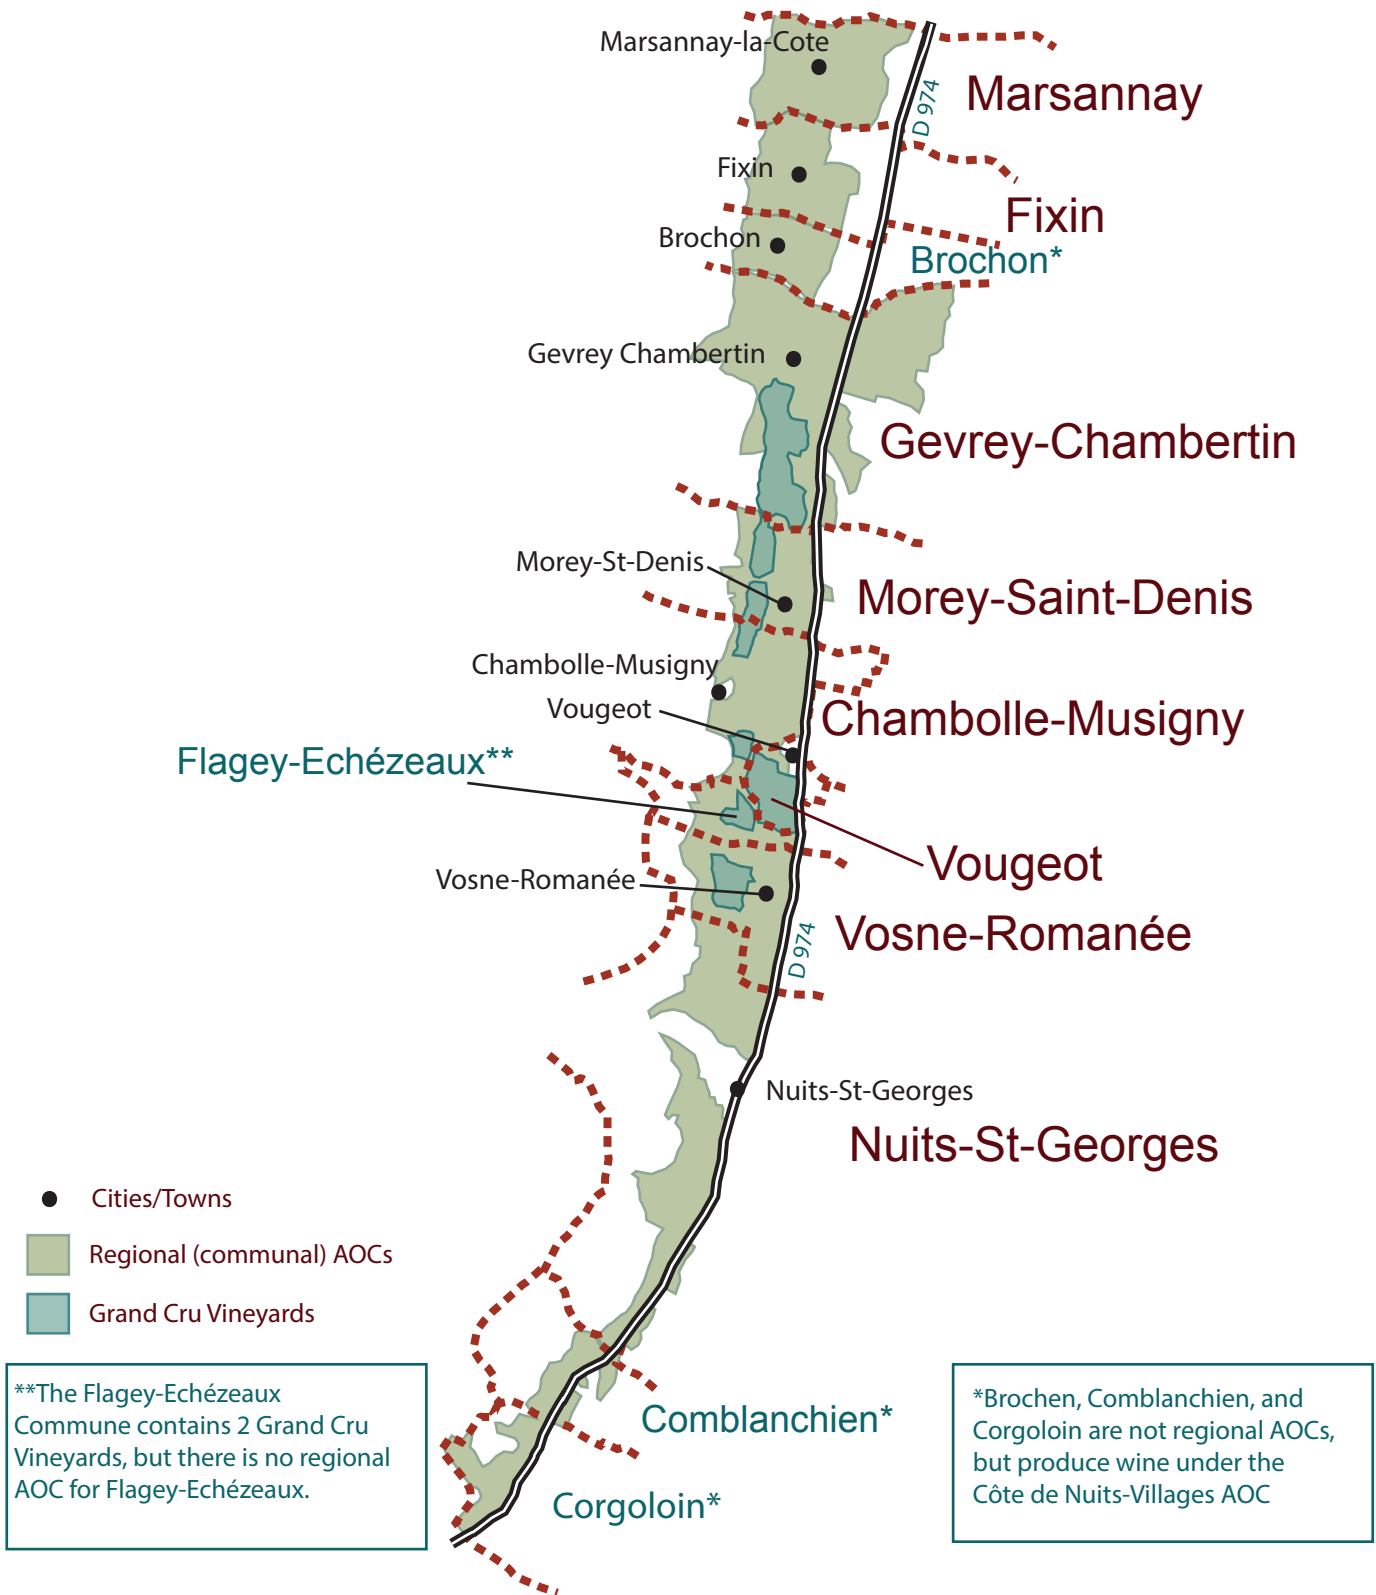 Marsannay-la-Cote
Marsannay
D 974
Fixin
Fixin
Brochon
Brochon*
Gevrey Chambertin
Gevrey-Chambertin
Morey-St-Denis
Morey-Saint-Denis
Chambolle-Musigny
Vougeot
Chambolle-Musigny
Flagey-Echézeaux**
Vougeot
Vosne-Romanée
Vosne-Romanée
D 974
Nuits-St-Georges
Nuits-St-Georges
Cities/Towns
Regional (communal) AOCs
Grand Cru Vineyards
**The Flagey-Echézeaux
Commune contains 2 Grand Cru
Vineyards, but there is no regional
AOC for Flagey-Echézeaux.
Comblanchien*
Corgoloin*
*Brochen, Comblanchien, and
Corgoloin are not regional AOCs,
but produce wine under the
Côte de Nuits-Villages AOC